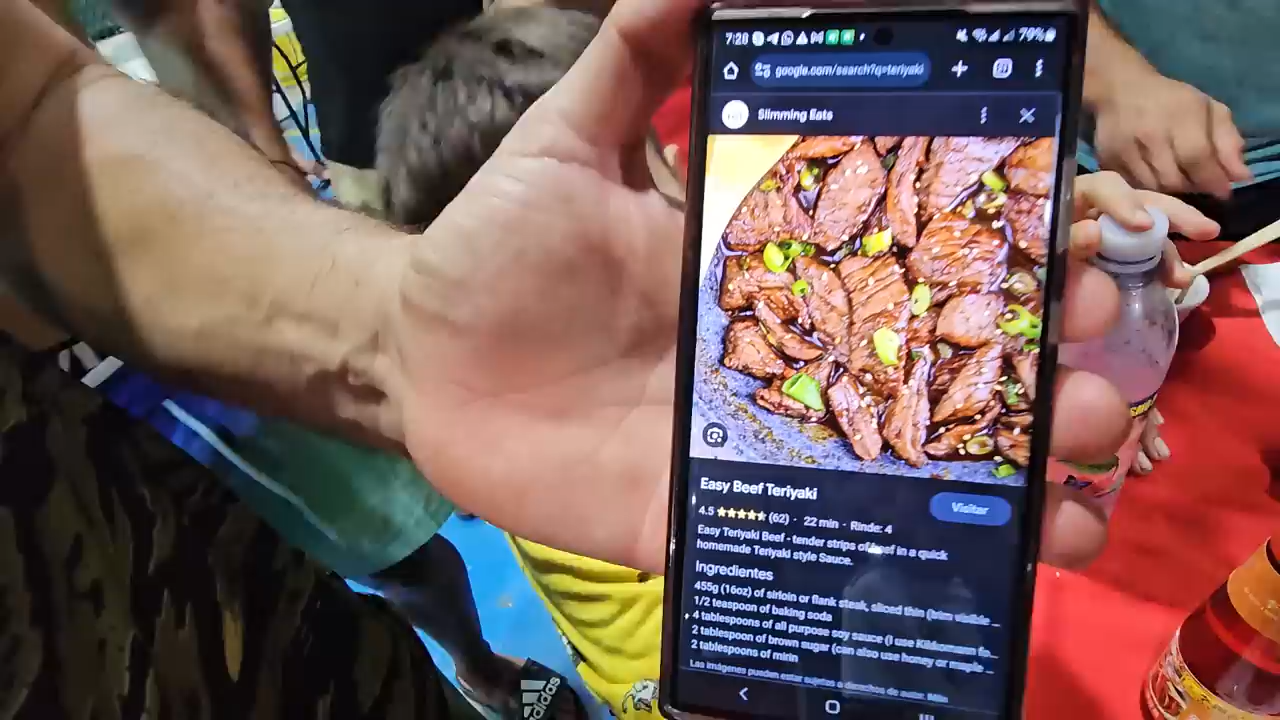 7:20
79%
google.com/search?q=teriyaki
Slimming Eats
Easy Beef Teriyaki
Visitar
4.5 ★★★★★ (62) · 22 min · Rinde: 4
Easy Teriyaki Beef - tender strips of beef in a quick
homemade Teriyaki style Sauce.
Ingredientes
455g (16oz) of sirloin or flank steak, sliced thin (trim visible ...
1/2 teaspoon of baking soda
4 tablespoons of all purpose soy sauce (I use Kikkomann
2 tablespoon of brown sugar (can also use honey or maple ...
2 tablespoons of mirin
Las imágenes pueden estar sujetas a derechos de autor. Más
adidas